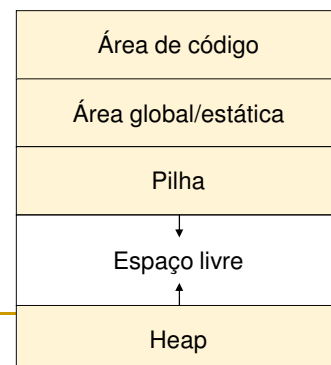 Área de código
Área global/estática
Pilha
Espaço livre
Heap